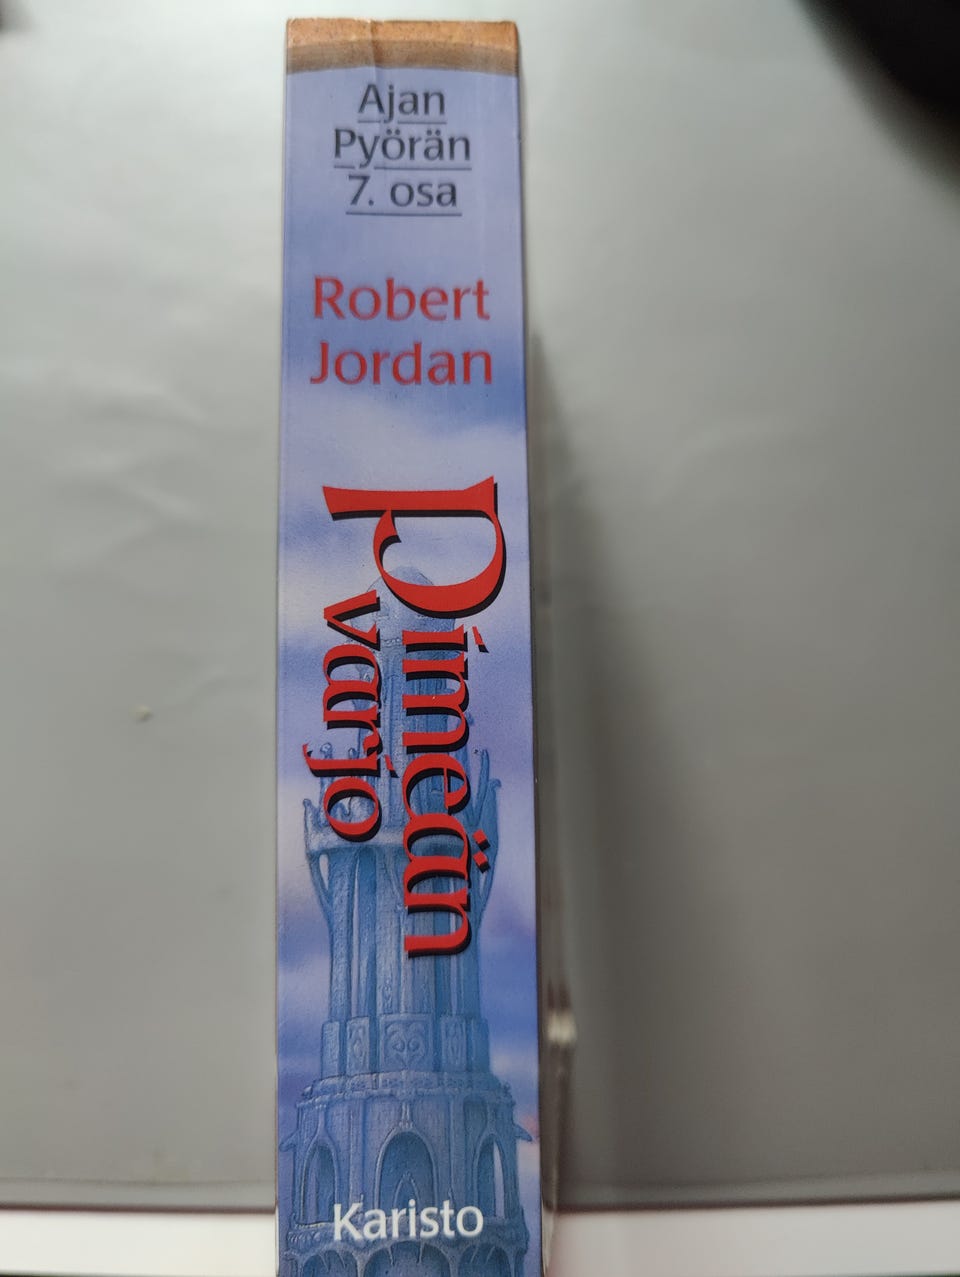 Ajan
Pyörän
7. osa
Robert
Jordan
Pimeän
varjo
Karisto